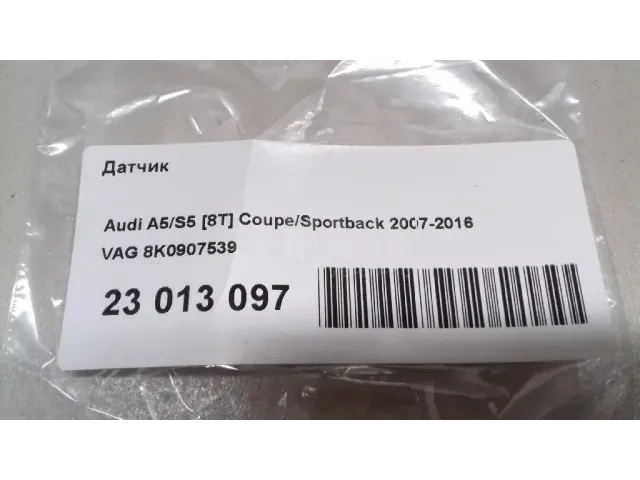 Датчик
Audi A5/S5 [8T] Coupe/Sportback 2007-2016
VAG 8K0907539
23 013 097